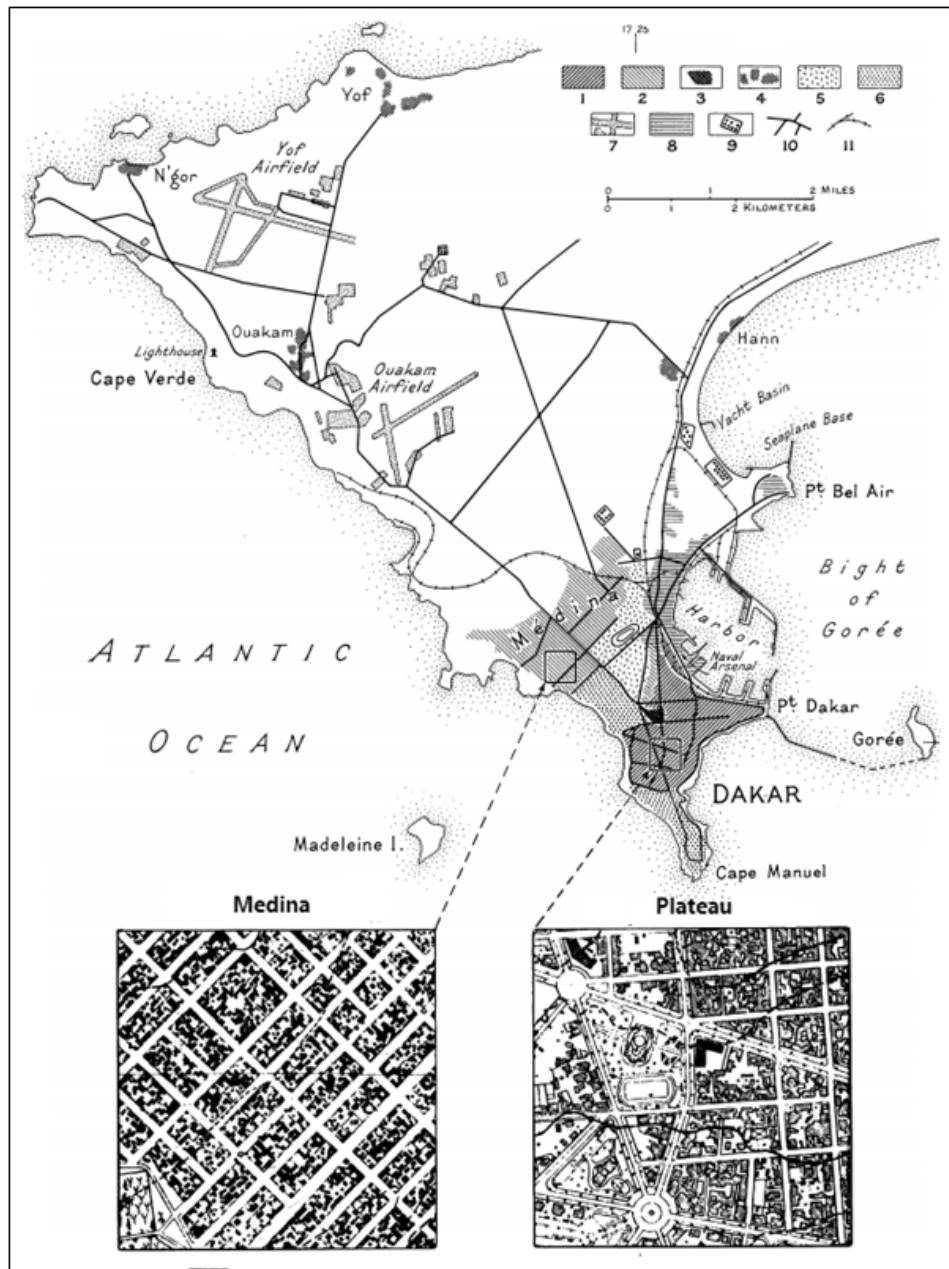 17 25
1 2 3 4 5 6
7 8 9 10 11
0 1 2 MILES
0 1 2 KILOMETERS
Yof
Yof
Airfield
N'gor
Ouakam
Lighthouse
Cape Verde
Ouakam
Airfield
Hann
Yacht Basin
Seaplane Base
Pt Bel Air
Bight
of
Gorée
Médina
Harbor
Naval
Arsenal
Pt Dakar
Gorée
ATLANTIC
OCEAN
DAKAR
Madeleine I.
Cape Manuel
Medina
Plateau